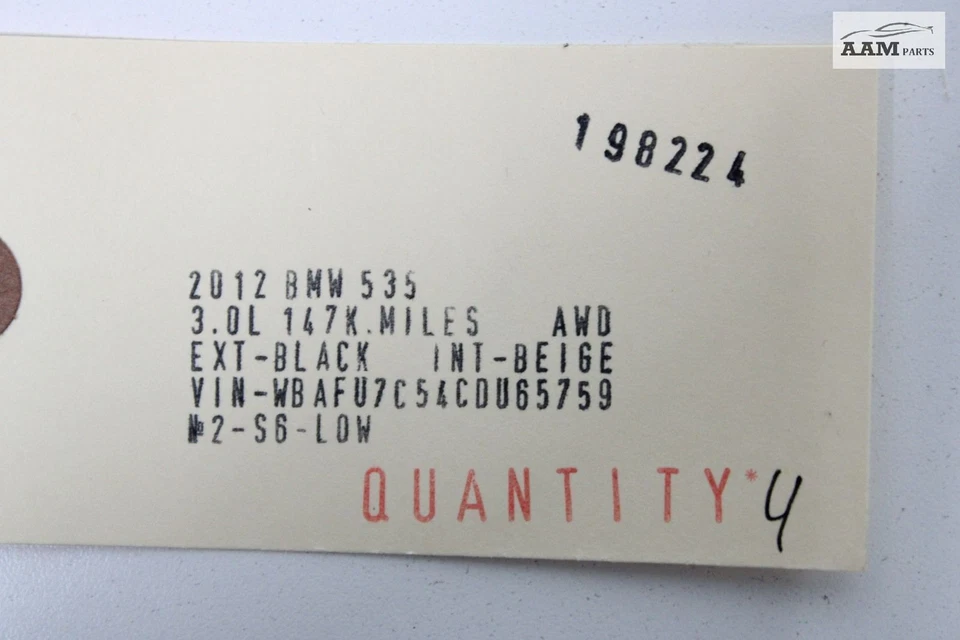 AAM PARTS
198224
2012 BMW 535
3.0L 147K.MILES AWD
EXT-BLACK INT-BEIGE
VIN-WBAFU7C54CDU65759
№2-S6-LOW
QUANTITY* 4